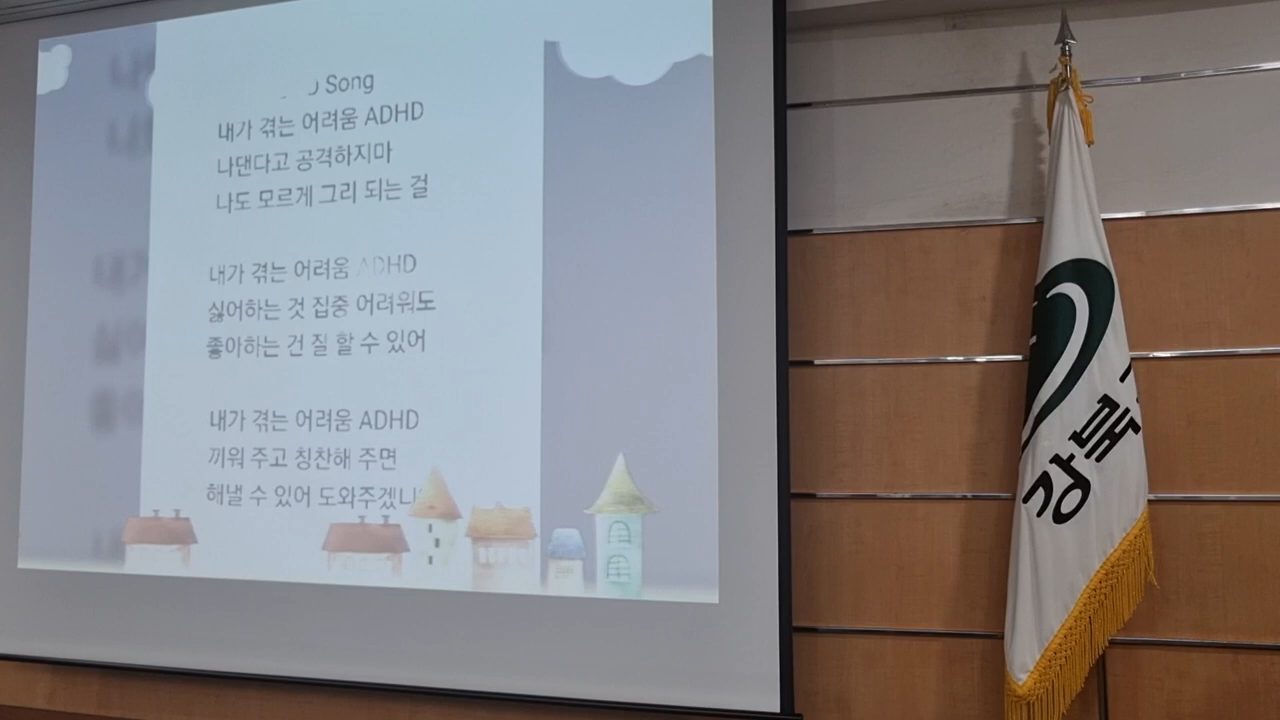 Song
내가 겪는 어려움 ADHD
나댄다고 공격하지마
나도 모르게 그리 되는 걸
내가 겪는 어려움 ADHD
싫어하는 것 집중 어려워도
좋아하는 건 질 할 수 있어
내가 겪는 어려움 ADHD
끼워 주고 칭찬해 주면
해낼 수 있어 도와주겠니
강북